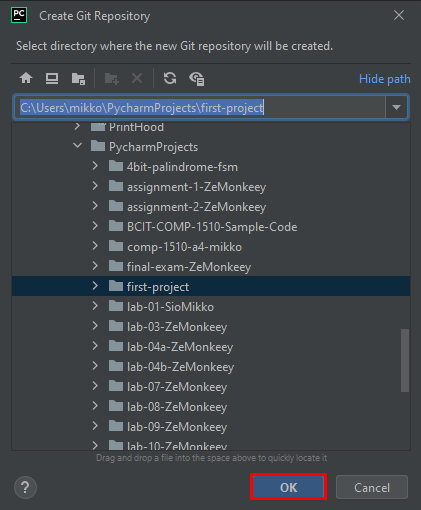 PC Create Git Repository
Select directory where the new Git repository will be created.
Hide path
C:\Users\mikko\PycharmProjects\first-project
PrintHood
PycharmProjects
4bit-palindrome-fsm
assignment-1-ZeMonkeey
assignment-2-ZeMonkeey
BCIT-COMP-1510-Sample-Code
comp-1510-a4-mikko
final-exam-ZeMonkeey
first-project
lab-01-SioMikko
lab-03-ZeMonkeey
lab-04a-ZeMonkeey
lab-04b-ZeMonkeey
lab-07-ZeMonkeey
lab-08-ZeMonkeey
lab-09-ZeMonkeey
lab-10-ZeMonkeey
Drag and drop a file into the space above to quickly locate it
? OK Cancel